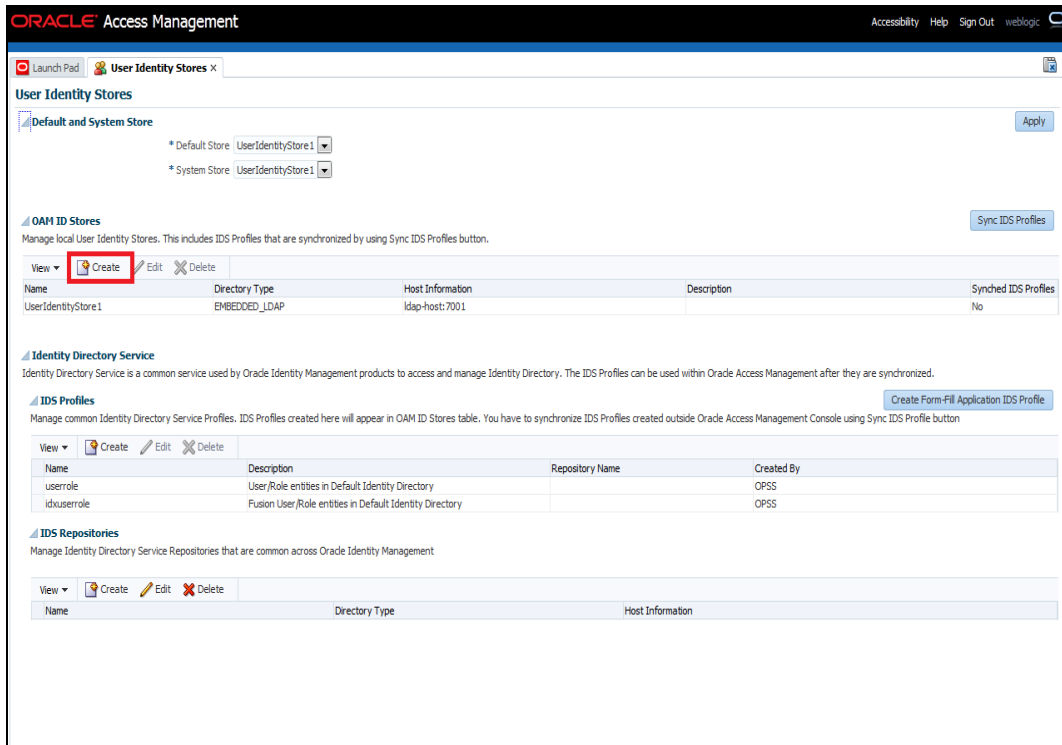 ORACLE Access Management
Accessibility Help Sign Out weblogic
Launch Pad User Identity Stores ×
User Identity Stores
Default and System Store Apply
* Default Store UserIdentityStore1
* System Store UserIdentityStore1
OAM ID Stores Sync IDS Profiles
Manage local User Identity Stores. This includes IDS Profiles that are synchronized by using Sync IDS Profiles button.
View Create Edit Delete
Name Directory Type Host Information Description Synched IDS Profiles
UserIdentityStore1 EMBEDDED_LDAP ldap-host:7001 No
Identity Directory Service
Identity Directory Service is a common service used by Oracle Identity Management products to access and manage Identity Directory. The IDS Profiles can be used within Oracle Access Management after they are synchronized.
IDS Profiles Create Form-Fill Application IDS Profile
Manage common Identity Directory Service Profiles. IDS Profiles created here will appear in OAM ID Stores table. You have to synchronize IDS Profiles created outside Oracle Access Management Console using Sync IDS Profile button
View Create Edit Delete
Name Description Repository Name Created By
userrole User/Role entities in Default Identity Directory OPSS
idxuserrole Fusion User/Role entities in Default Identity Directory OPSS
IDS Repositories
Manage Identity Directory Service Repositories that are common across Oracle Identity Management
View Create Edit Delete
Name Directory Type Host Information